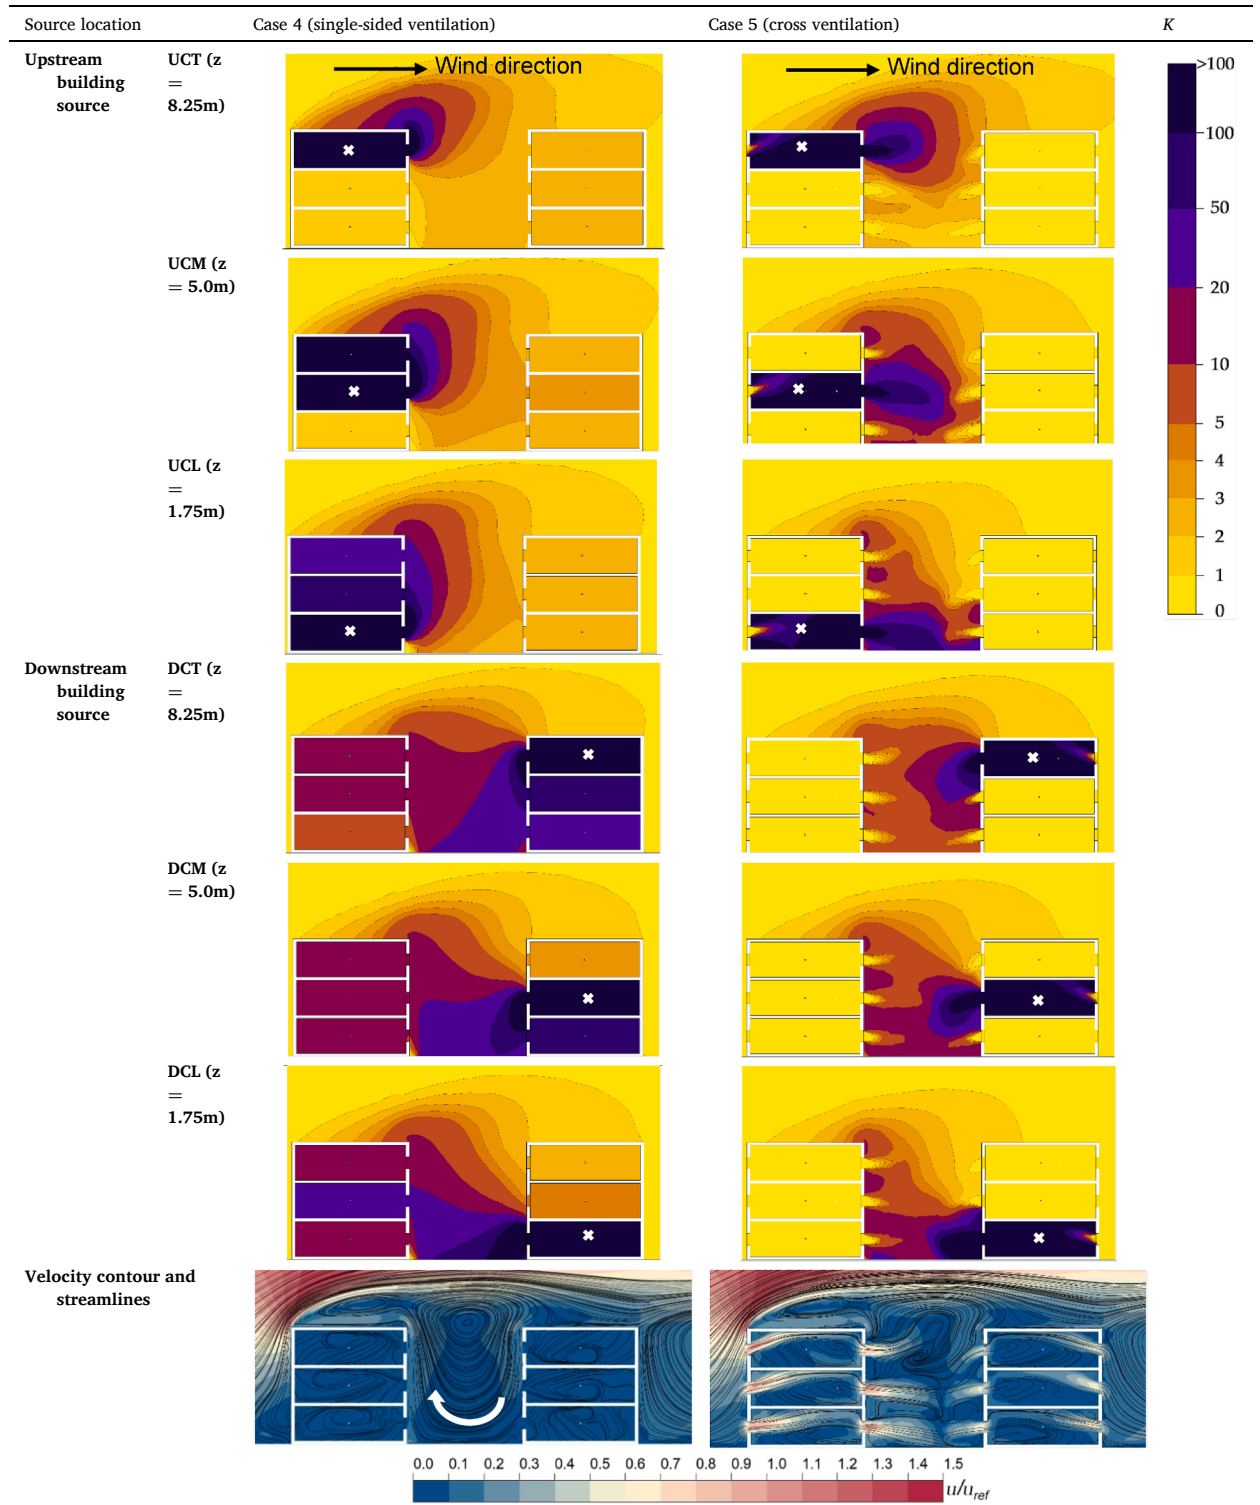 Source location Case 4 (single-sided ventilation) Case 5 (cross ventilation) K
Upstream building source
UCT (z = 8.25m)
Wind direction
Wind direction
>100
100
50
20
10
5
4
3
2
1
0
UCM (z = 5.0m)
UCL (z = 1.75m)
Downstream building source
DCT (z = 8.25m)
DCM (z = 5.0m)
DCL (z = 1.75m)
Velocity contour and streamlines
0.0 0.1 0.2 0.3 0.4 0.5 0.6 0.7 0.8 0.9 1.0 1.1 1.2 1.3 1.4 1.5
u/u_ref